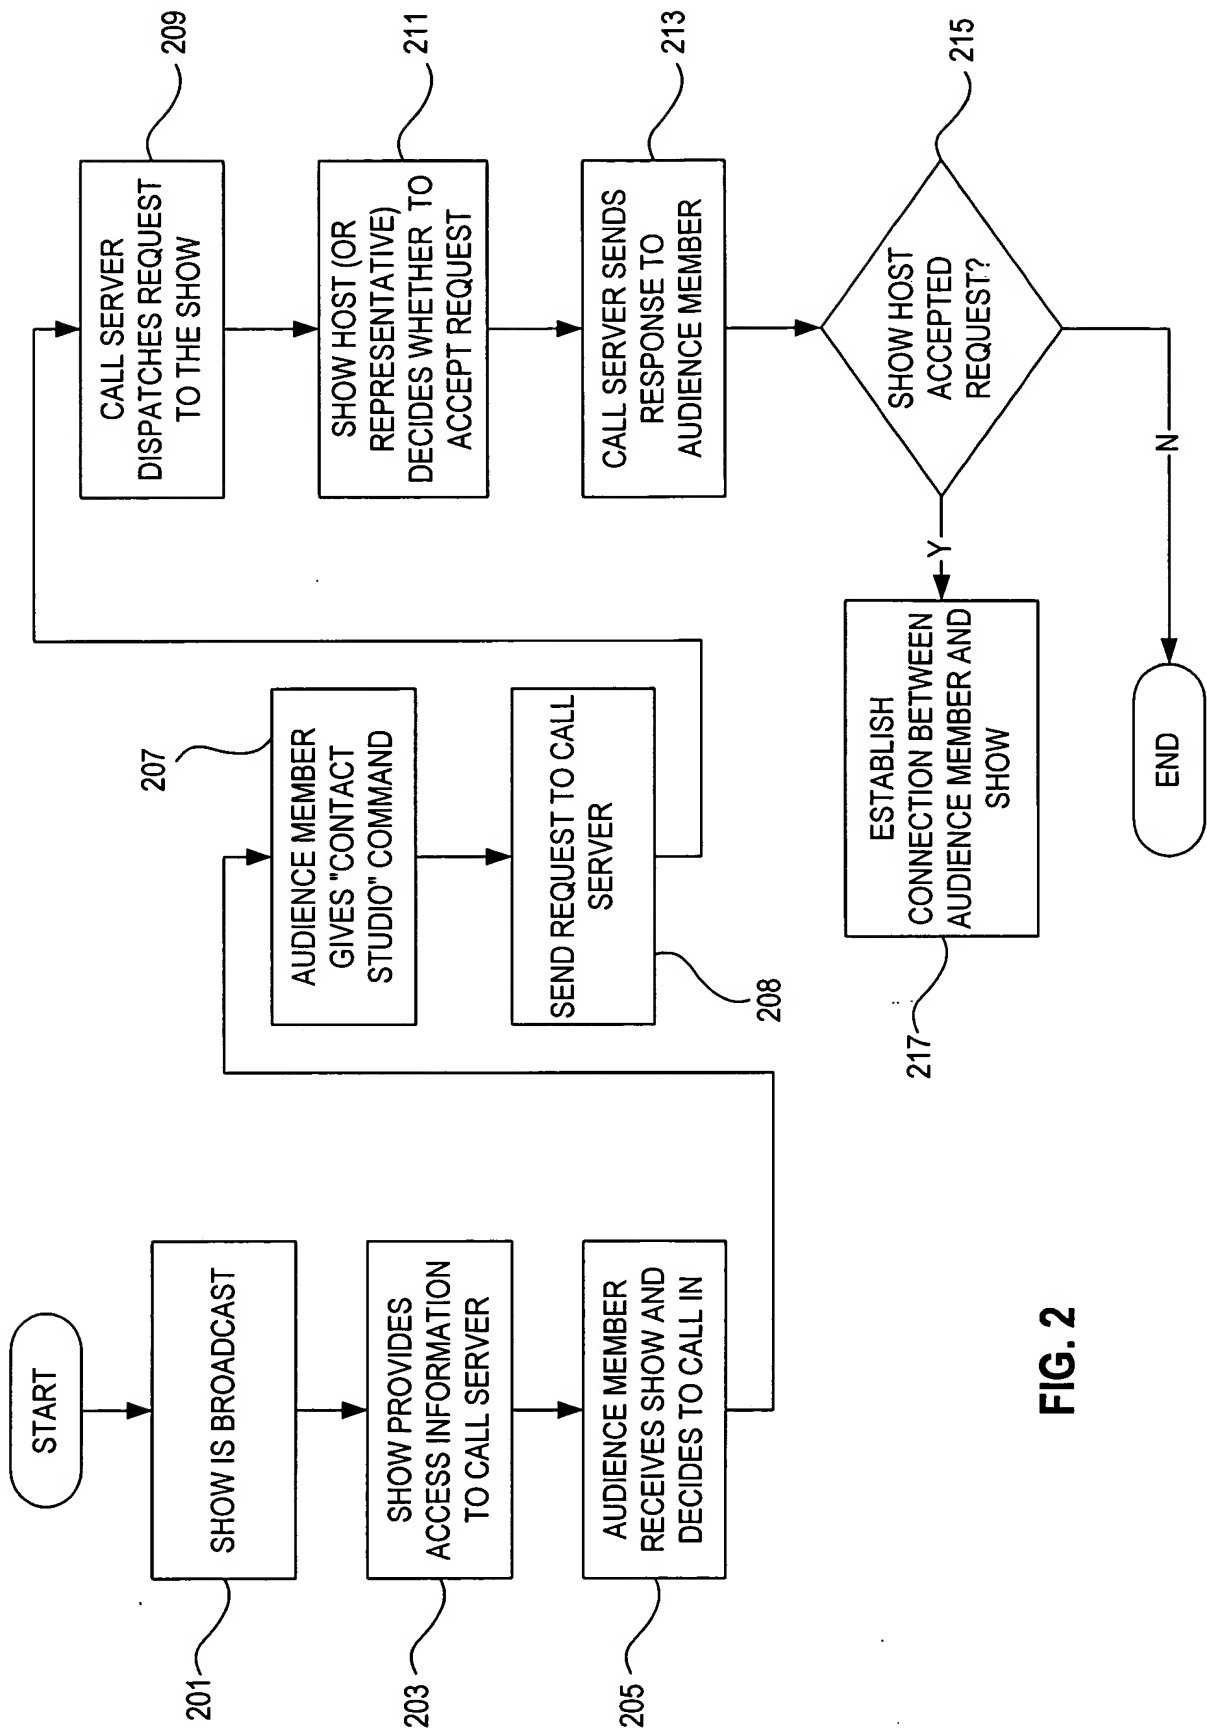 START
SHOW IS BROADCAST
201
SHOW PROVIDES
ACCESS INFORMATION
TO CALL SERVER
203
AUDIENCE MEMBER
RECEIVES SHOW AND
DECIDES TO CALL IN
205
AUDIENCE MEMBER
GIVES "CONTACT
STUDIO" COMMAND
207
SEND REQUEST TO CALL
SERVER
208
CALL SERVER
DISPATCHES REQUEST
TO THE SHOW
209
SHOW HOST (OR
REPRESENTATIVE)
DECIDES WHETHER TO
ACCEPT REQUEST
211
CALL SERVER SENDS
RESPONSE TO
AUDIENCE MEMBER
213
SHOW HOST
ACCEPTED
REQUEST?
215
Y
ESTABLISH
CONNECTION BETWEEN
AUDIENCE MEMBER AND
SHOW
217
N
END
FIG. 2